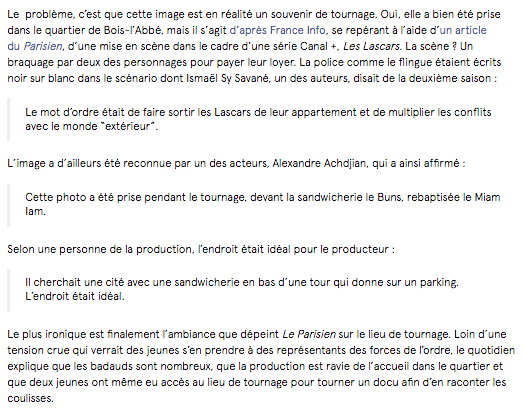 Le problème, c’est que cette image est en réalité un souvenir de tournage. Oui, elle a bien été prise
dans le quartier de Bois-l’Abbé, mais il s’agit d’après France Info, se repérant à l’aide d’un article
du Parisien, d’une mise en scène dans le cadre d’une série Canal +, Les Lascars. La scène ? Un
braquage par deux des personnages pour payer leur loyer. La police comme le flingue étaient écrits
noir sur blanc dans le scénario dont Ismaël Sy Savané, un des auteurs, disait de la deuxième saison :
Le mot d’ordre était de faire sortir les Lascars de leur appartement et de multiplier les conflits
avec le monde “extérieur”.
L’image a d’ailleurs été reconnue par un des acteurs, Alexandre Achdjian, qui a ainsi affirmé :
Cette photo a été prise pendant le tournage, devant la sandwicherie le Buns, rebaptisée le Miam
Iam.
Selon une personne de la production, l’endroit était idéal pour le producteur :
Il cherchait une cité avec une sandwicherie en bas d’une tour qui donne sur un parking.
L’endroit était idéal.
Le plus ironique est finalement l’ambiance que dépeint Le Parisien sur le lieu de tournage. Loin d’une
tension crue qui verrait des jeunes s’en prendre à des représentants des forces de l’ordre, le quotidien
explique que les badauds sont nombreux, que la production est ravie de l’accueil dans le quartier et
que deux jeunes ont même eu accès au lieu de tournage pour tourner un docu afin d’en raconter les
coulisses.